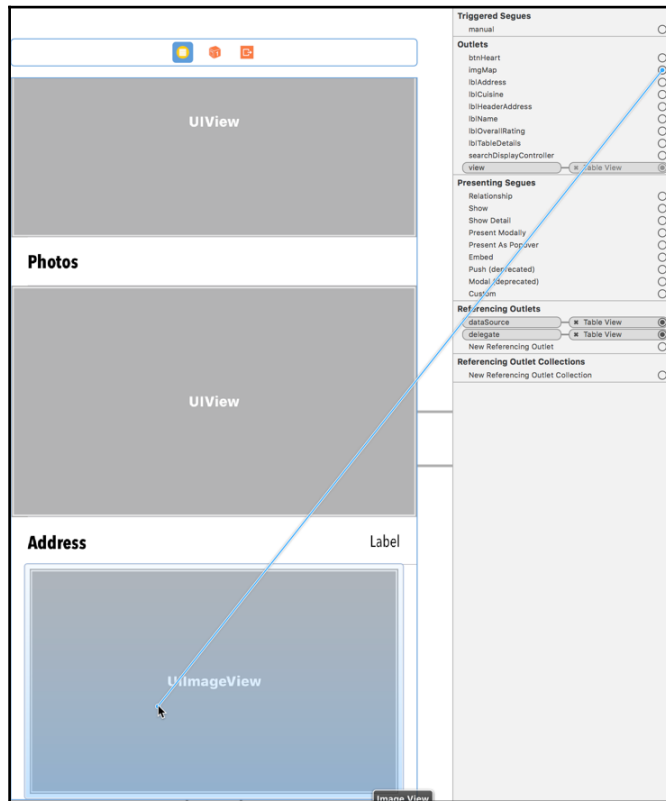 UIView
Photos
UIView
Address
Label
UIImageView
Image View
Triggered Segues
manual
Outlets
btnHeart
imgMap
lblAddress
lblCuisine
lblHeaderAddress
lblName
lblOverallRating
lblTableDetails
searchDisplayController
view
Table View
Presenting Segues
Relationship
Show
Show Detail
Present Modally
Present As Popover
Embed
Push (deprecated)
Modal (deprecated)
Custom
Referencing Outlets
dataSource
Table View
delegate
Table View
New Referencing Outlet
Referencing Outlet Collections
New Referencing Outlet Collection